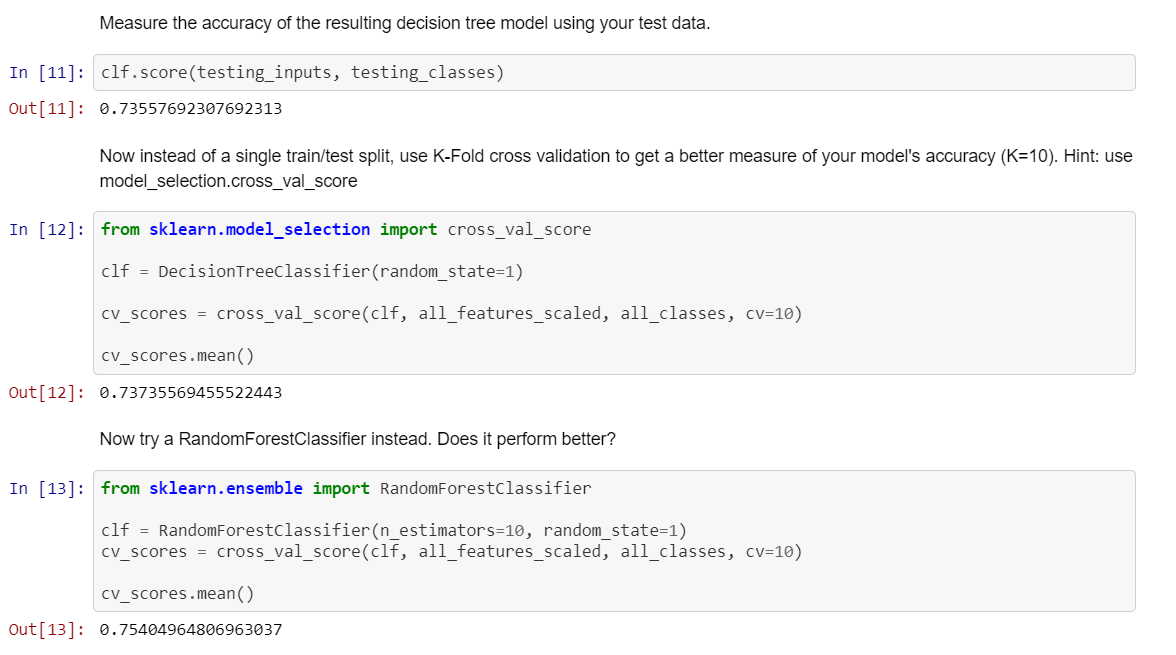 Measure the accuracy of the resulting decision tree model using your test data.
In [11]: clf.score(testing_inputs, testing_classes)
Out[11]: 0.73557692307692313
Now instead of a single train/test split, use K-Fold cross validation to get a better measure of your model's accuracy (K=10). Hint: use
model_selection.cross_val_score
In [12]: from sklearn.model_selection import cross_val_score
clf = DecisionTreeClassifier(random_state=1)
cv_scores = cross_val_score(clf, all_features_scaled, all_classes, cv=10)
cv_scores.mean()
Out[12]: 0.73735569455522443
Now try a RandomForestClassifier instead. Does it perform better?
In [13]: from sklearn.ensemble import RandomForestClassifier
clf = RandomForestClassifier(n_estimators=10, random_state=1)
cv_scores = cross_val_score(clf, all_features_scaled, all_classes, cv=10)
cv_scores.mean()
Out[13]: 0.75404964806963037